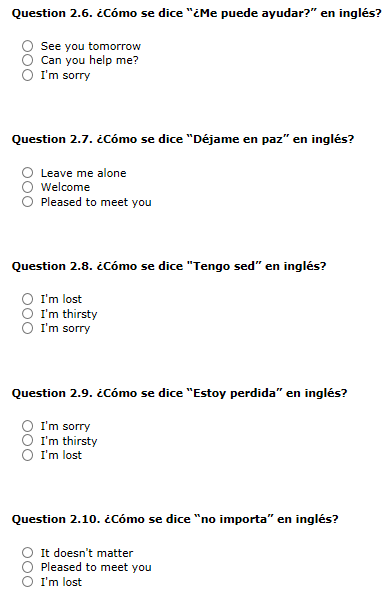 Question 2.6. ¿Cómo se dice “¿Me puede ayudar?” en inglés?
See you tomorrow
Can you help me?
I'm sorry
Question 2.7. ¿Cómo se dice “Déjame en paz” en inglés?
Leave me alone
Welcome
Pleased to meet you
Question 2.8. ¿Cómo se dice "Tengo sed” en inglés?
I'm lost
I'm thirsty
I'm sorry
Question 2.9. ¿Cómo se dice “Estoy perdida” en inglés?
I'm sorry
I'm thirsty
I'm lost
Question 2.10. ¿Cómo se dice “no importa” en inglés?
It doesn't matter
Pleased to meet you
I'm lost